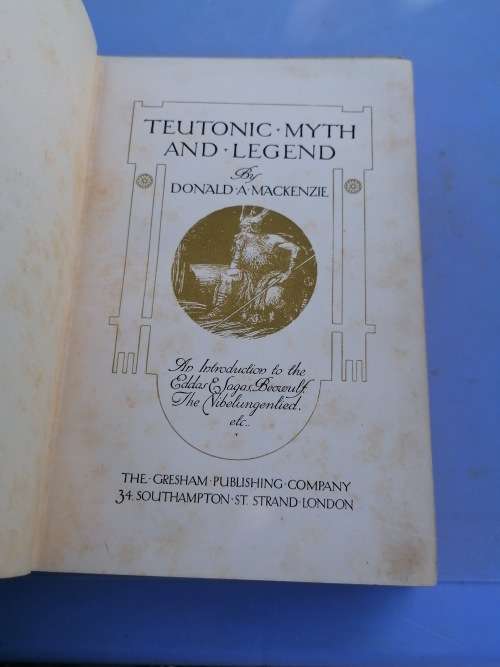 TEUTONIC·MYTH
AND·LEGEND
By
DONALD·A·MACKENZIE
An Introduction to the
Eddas & Sagas, Beowulf,
The Nibelungenlied,
etc..
THE·GRESHAM·PUBLISHING·COMPANY
34·SOUTHAMPTON·ST. STRAND·LONDON